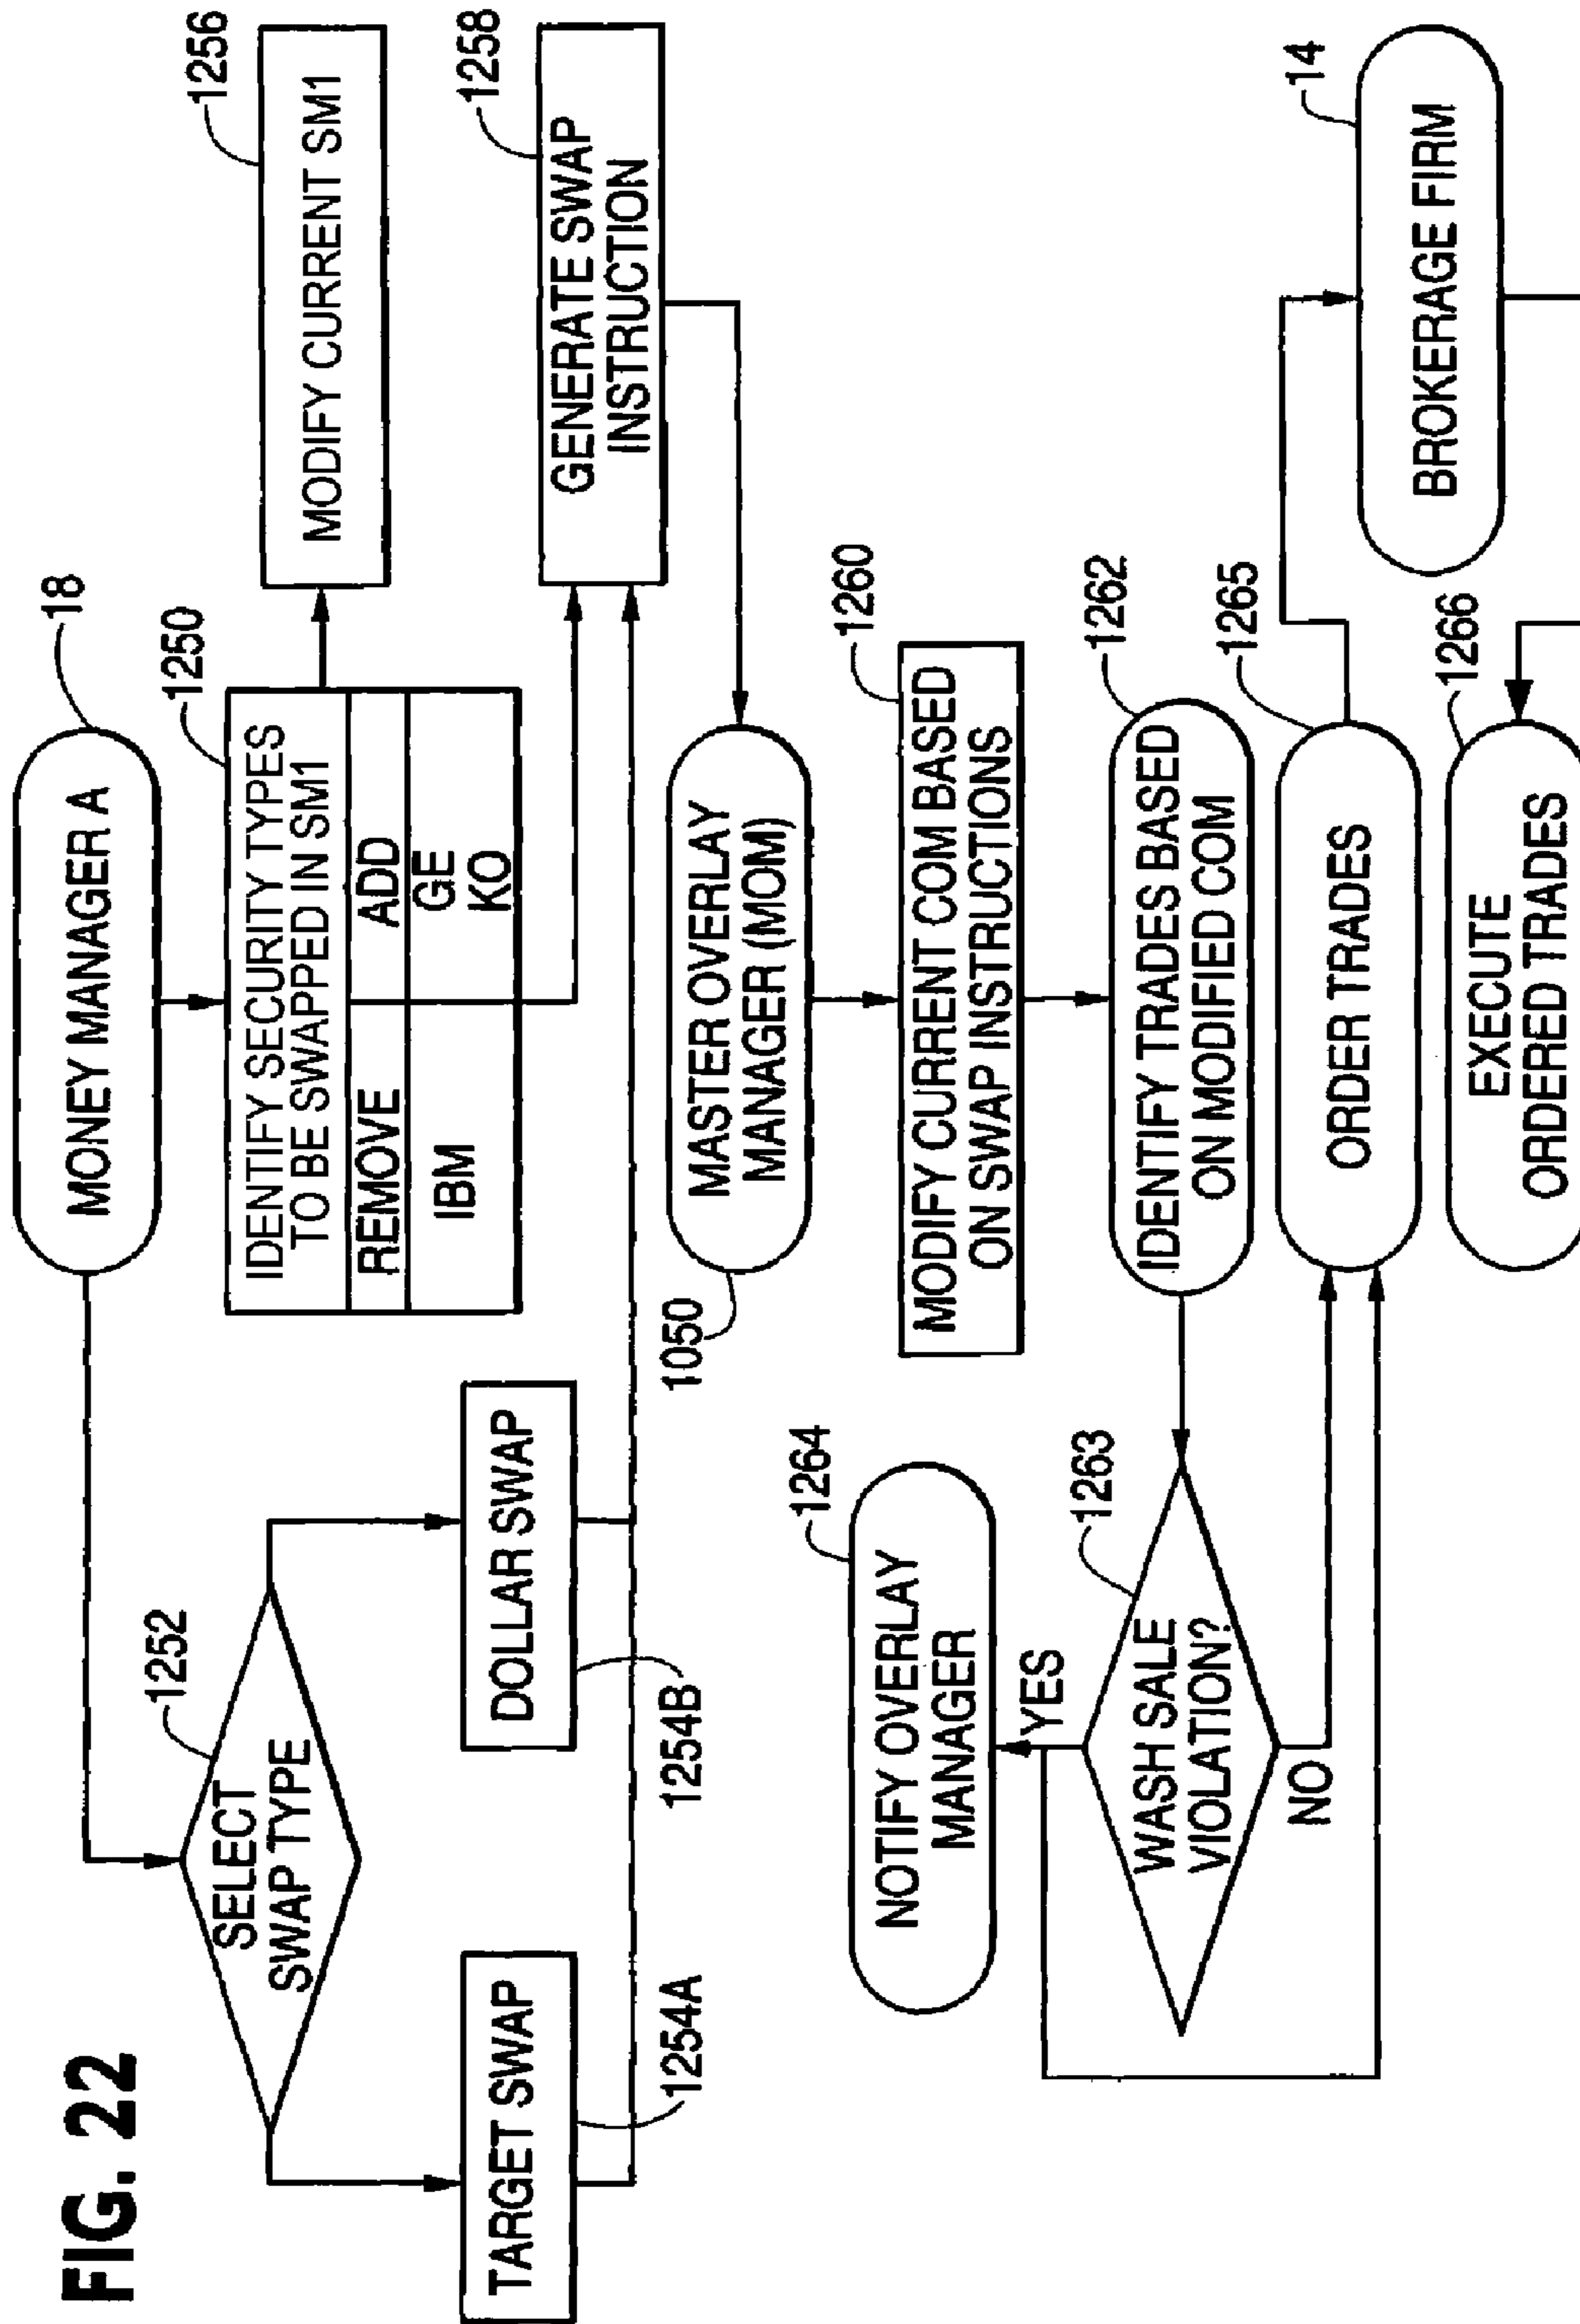 FIG. 22
MONEY MANAGER A
18
SELECT
SWAP TYPE
1252
IDENTIFY SECURITY TYPES
TO BE SWAPPED IN SM1
1250
REMOVE
ADD
IBM
GE
KO
MODIFY CURRENT SM1
1256
TARGET SWAP
1254A
DOLLAR SWAP
1254B
GENERATE SWAP
INSTRUCTION
1258
MASTER OVERLAY
MANAGER (MOM)
1050
MODIFY CURRENT COM BASED
ON SWAP INSTRUCTIONS
1260
IDENTIFY TRADES BASED
ON MODIFIED COM
1262
NOTIFY OVERLAY
MANAGER
1264
YES
WASH SALE
VIOLATION?
1263
NO
ORDER TRADES
1265
BROKERAGE FIRM
14
EXECUTE
ORDERED TRADES
1266